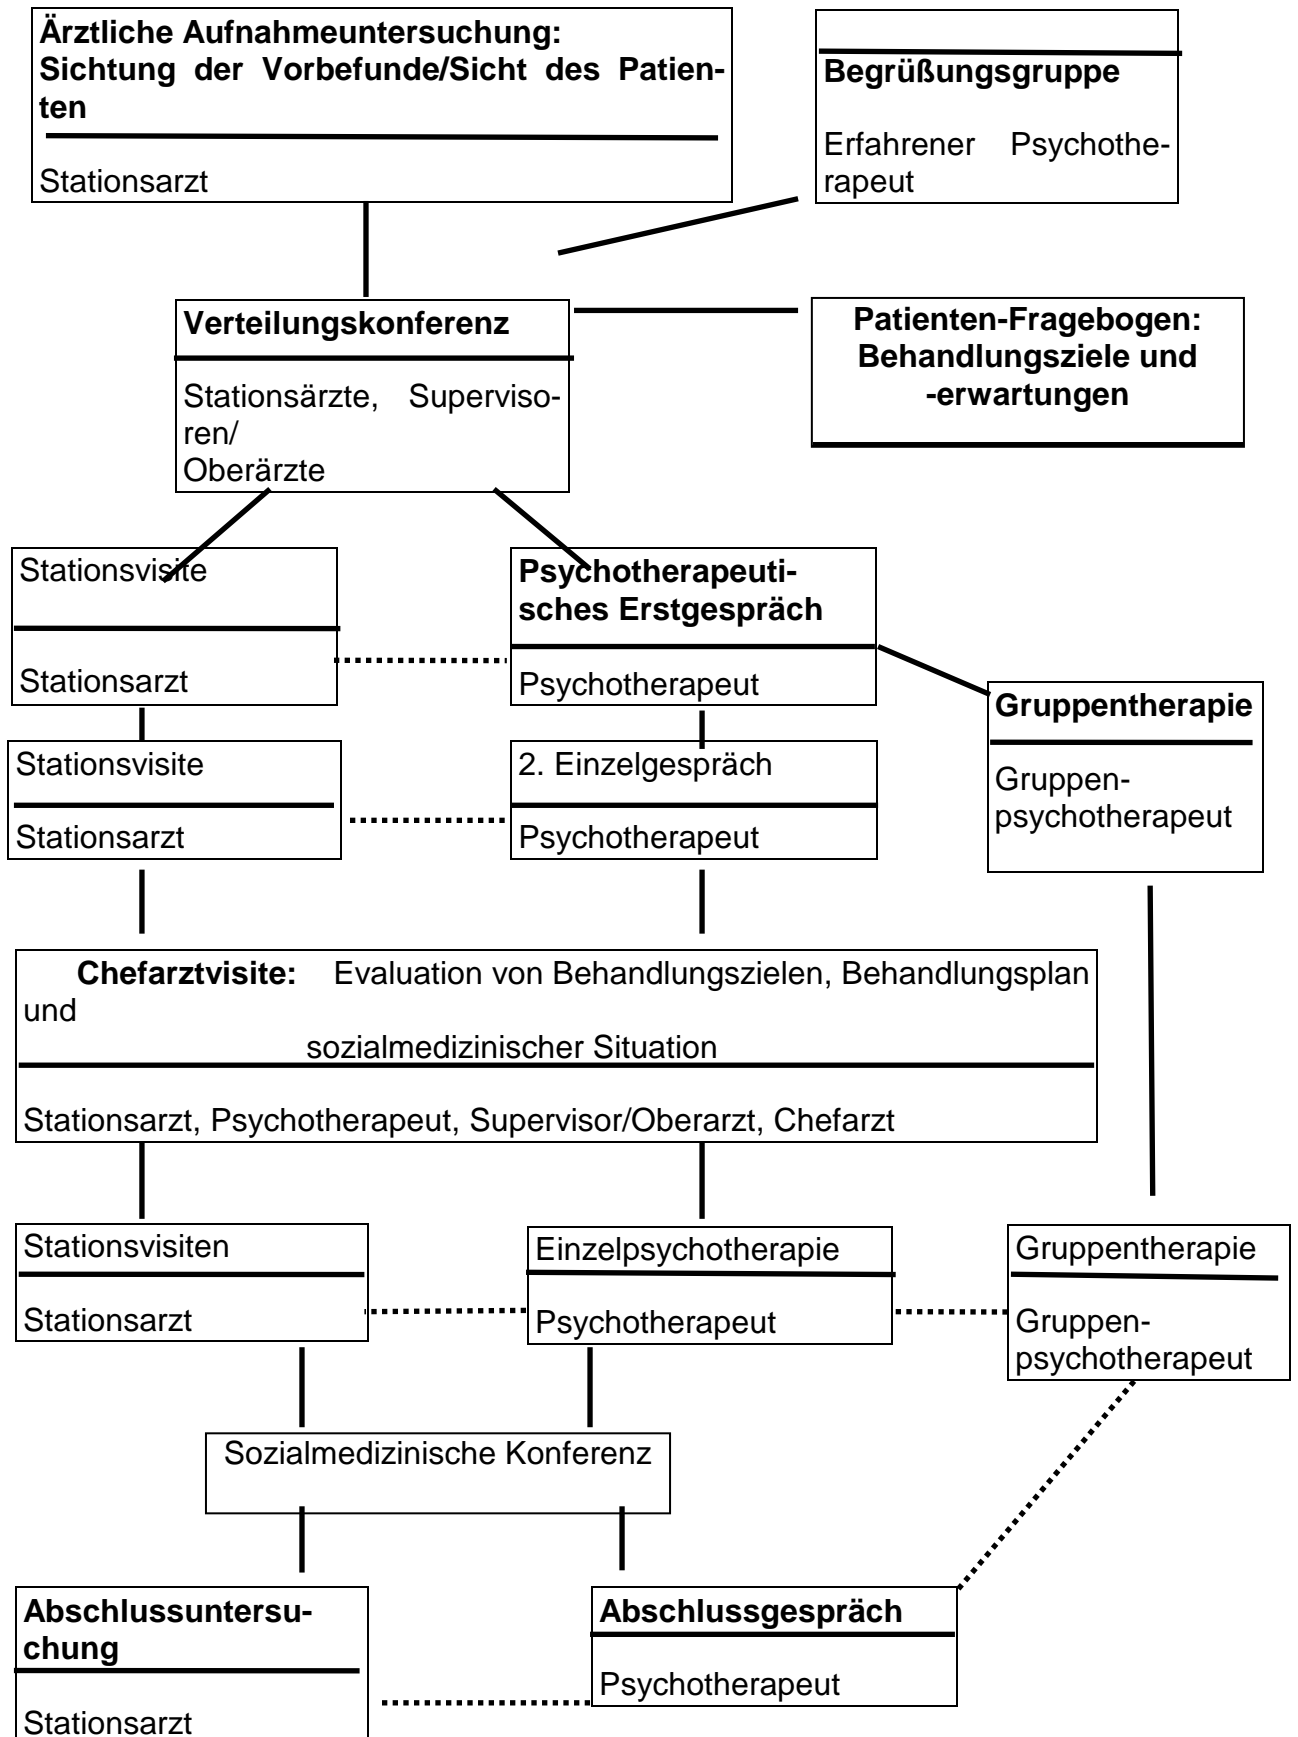 Ärztliche Aufnahmeuntersuchung:
Sichtung der Vorbefunde/Sicht des Patien-
ten
Stationsarzt
Begrüßungsgruppe
Erfahrener Psychothe-
rapeut
Verteilungskonferenz
Stationsärzte, Superviso-
ren/
Oberärzte
Patienten-Fragebogen:
Behandlungsziele und
-erwartungen
Stationsvisite
Stationsarzt
Psychotherapeuti-
sches Erstgespräch
Psychotherapeut
Gruppentherapie
Gruppen-
psychotherapeut
Stationsvisite
Stationsarzt
2. Einzelgespräch
Psychotherapeut
Chefarztvisite: Evaluation von Behandlungszielen, Behandlungsplan
und
sozialmedizinischer Situation
Stationsarzt, Psychotherapeut, Supervisor/Oberarzt, Chefarzt
Stationsvisiten
Stationsarzt
Einzelpsychotherapie
Psychotherapeut
Gruppentherapie
Gruppen-
psychotherapeut
Sozialmedizinische Konferenz
Abschlussuntersu-
chung
Stationsarzt
Abschlussgespräch
Psychotherapeut